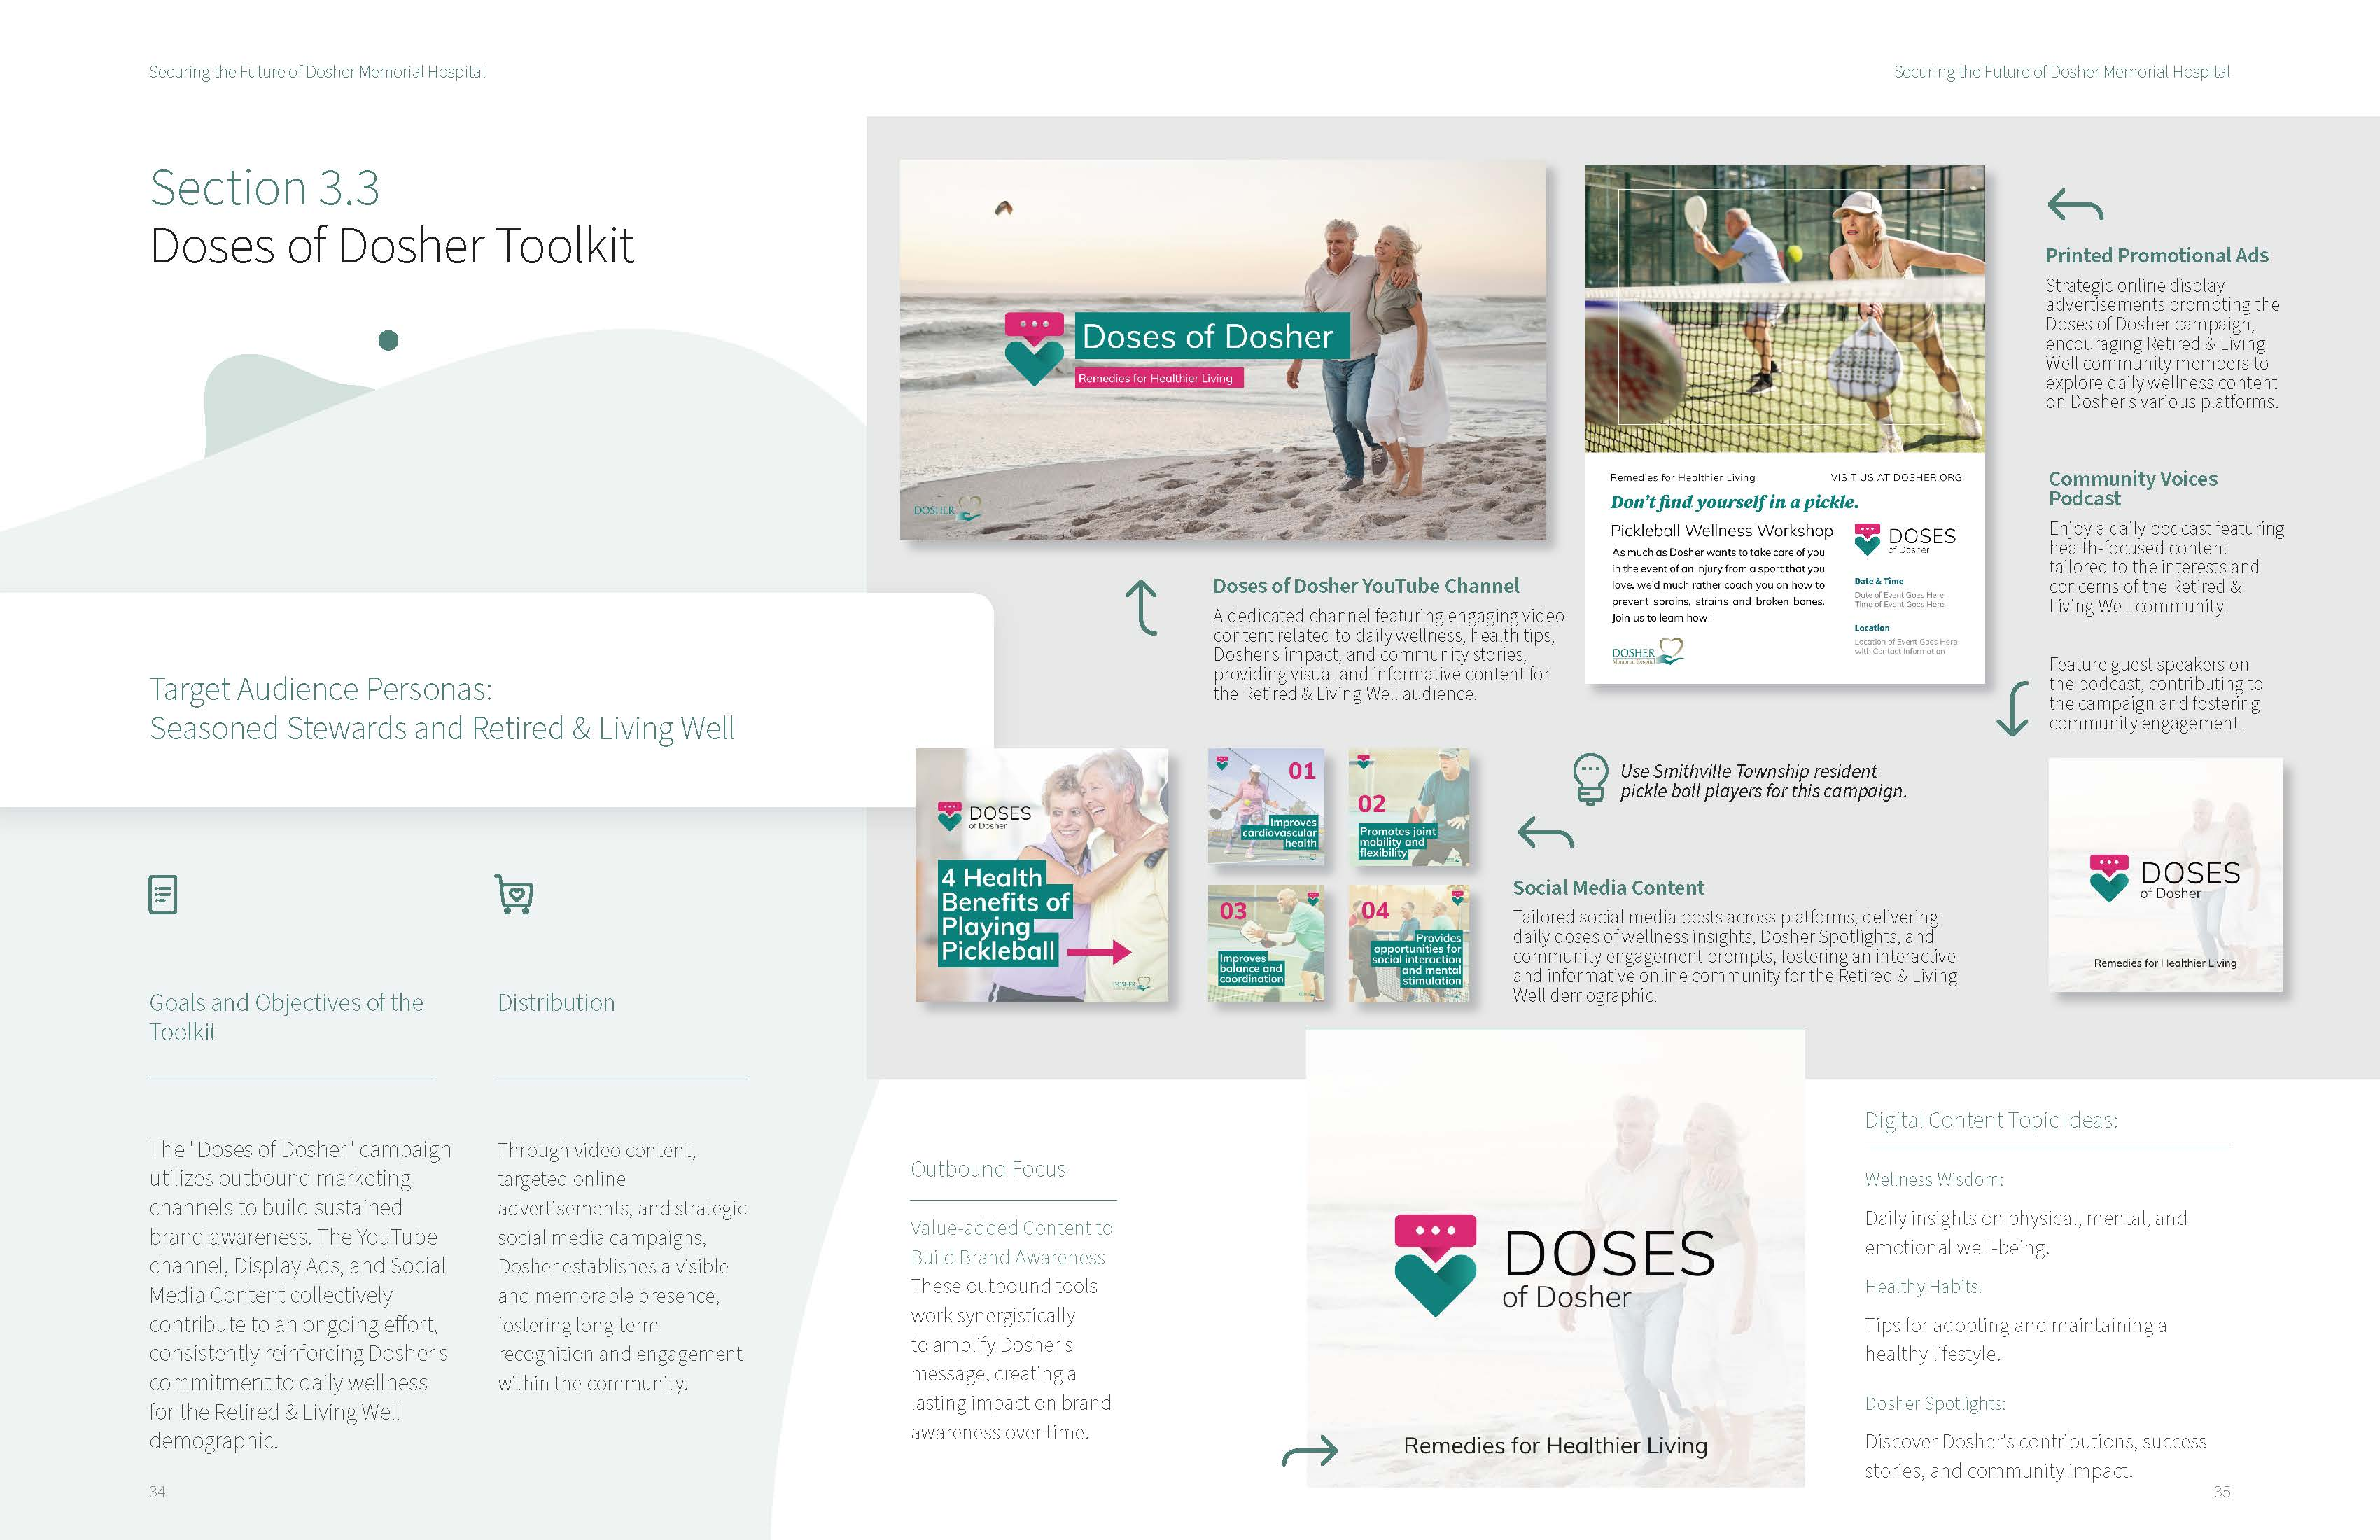 Securing the Future of Dosher Memorial Hospital
Securing the Future of Dosher Memorial Hospital
Section 3.3
Doses of Dosher Toolkit
Target Audience Personas:
Seasoned Stewards and Retired & Living Well
Goals and Objectives of the
Toolkit
The "Doses of Dosher" campaign
utilizes outbound marketing
channels to build sustained
brand awareness. The YouTube
channel, Display Ads, and Social
Media Content collectively
contribute to an ongoing effort,
consistently reinforcing Dosher's
commitment to daily wellness
for the Retired & Living Well
demographic.
34
Distribution
Through video content,
targeted online
advertisements, and strategic
social media campaigns,
Dosher establishes a visible
and memorable presence,
fostering long-term
recognition and engagement
within the community.
Doses of Dosher
Remedies for Healthier Living
DOSHER
Doses of Dosher YouTube Channel
A dedicated channel featuring engaging video
content related to daily wellness, health tips,
Dosher's impact, and community stories,
providing visual and informative content for
the Retired & Living Well audience.
Remedies for Healthier Living
VISIT US AT DOSHER.ORG
Don't find yourself in a pickle.
Pickleball Wellness Workshop
As much as Dosher wants to take care of you
in the event of an injury from a sport that you
love, we'd much rather coach you on how to
prevent sprains, strains and broken bones.
Join us to learn how!
DOSHER
Memorial Hospital
DOSES
of Dosher
Date & Time
Date of Event Goes Here
Time of Event Goes Here
Location
Location of Event Goes Here
with Contact Information
Printed Promotional Ads
Strategic online display
advertisements promoting the
Doses of Dosher campaign,
encouraging Retired & Living
Well community members to
explore daily wellness content
on Dosher's various platforms.
Community Voices
Podcast
Enjoy a daily podcast featuring
health-focused content
tailored to the interests and
concerns of the Retired &
Living Well community.
Feature guest speakers on
the podcast, contributing to
the campaign and fostering
community engagement.
DOSES
of Dosher
4 Health
Benefits of
Playing
Pickleball
DOSHER
01
Improves
cardiovascular
health
02
Promotes joint
mobility and
flexibility
03
Improves
balance and
coordination
04
Provides
opportunities for
social interaction
and mental
stimulation
Use Smithville Township resident
pickle ball players for this campaign.
Social Media Content
Tailored social media posts across platforms, delivering
daily doses of wellness insights, Dosher Spotlights, and
community engagement prompts, fostering an interactive
and informative online community for the Retired & Living
Well demographic.
DOSES
of Dosher
Remedies for Healthier Living
Outbound Focus
Value-added Content to
Build Brand Awareness
These outbound tools
work synergistically
to amplify Dosher's
message, creating a
lasting impact on brand
awareness over time.
DOSES
of Dosher
Remedies for Healthier Living
Digital Content Topic Ideas:
Wellness Wisdom:
Daily insights on physical, mental, and
emotional well-being.
Healthy Habits:
Tips for adopting and maintaining a
healthy lifestyle.
Dosher Spotlights:
Discover Dosher's contributions, success
stories, and community impact.
35